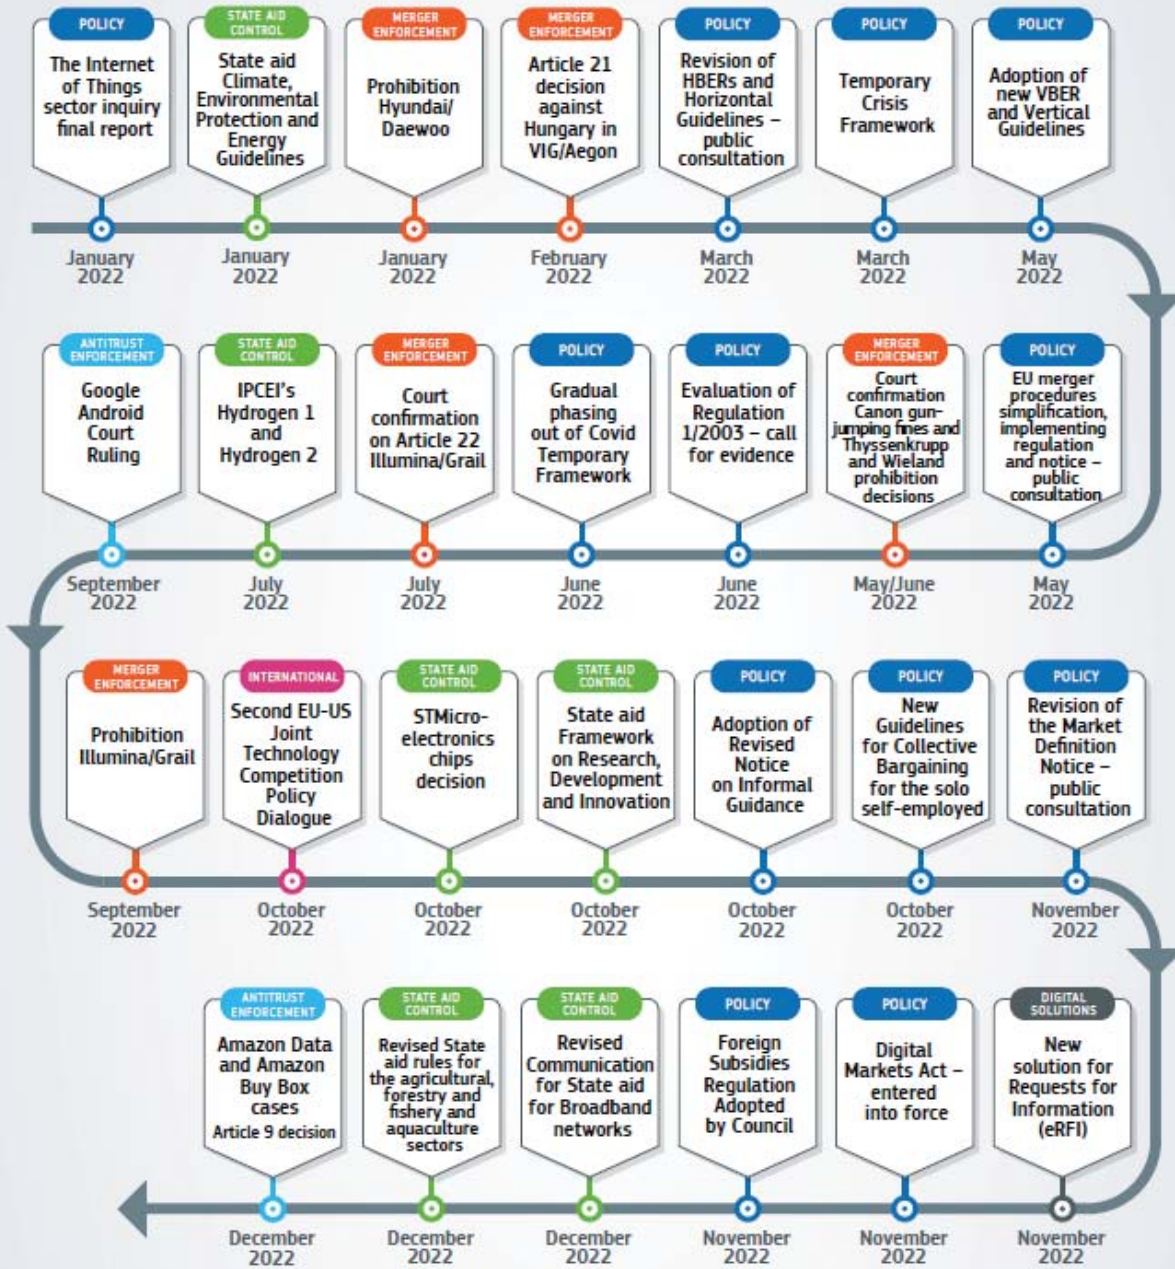 POLICY
The Internet
of Things
sector inquiry
final report
January
2022
STATE AID
CONTROL
State aid
Climate,
Environmental
Protection and
Energy
Guidelines
January
2022
MERGER
ENFORCEMENT
Prohibition
Hyundai/
Daewoo
January
2022
MERGER
ENFORCEMENT
Article 21
decision
against
Hungary in
VIG/Aegon
February
2022
POLICY
Revision of
HBERs and
Horizontal
Guidelines –
public
consultation
March
2022
POLICY
Temporary
Crisis
Framework
March
2022
POLICY
Adoption of
new VBER
and Vertical
Guidelines
May
2022
ANTITRUST
ENFORCEMENT
Google
Android
Court
Ruling
September
2022
STATE AID
CONTROL
IPCEI's
Hydrogen 1
and
Hydrogen 2
July
2022
MERGER
ENFORCEMENT
Court
confirmation
on Article 22
Illumina/Grail
July
2022
POLICY
Gradual
phasing
out of Covid
Temporary
Framework
June
2022
POLICY
Evaluation of
Regulation
1/2003 – call
for evidence
June
2022
MERGER
ENFORCEMENT
Court
confirmation
Canon gun-
jumping fines and
Thyssenkrupp
and Wieland
prohibition
decisions
May/June
2022
POLICY
EU merger
procedures
simplification,
implementing
regulation
and notice –
public
consultation
May
2022
MERGER
ENFORCEMENT
Prohibition
Illumina/Grail
September
2022
INTERNATIONAL
Second EU-US
Joint
Technology
Competition
Policy
Dialogue
October
2022
STATE AID
CONTROL
STMicro-
electronics
chips
decision
October
2022
STATE AID
CONTROL
State aid
Framework
on Research,
Development
and Innovation
October
2022
POLICY
Adoption of
Revised
Notice
on Informal
Guidance
October
2022
POLICY
New
Guidelines
for Collective
Bargaining
for the solo
self-employed
October
2022
POLICY
Revision of
the Market
Definition
Notice –
public
consultation
November
2022
ANTITRUST
ENFORCEMENT
Amazon Data
and Amazon
Buy Box
cases
Article 9 decision
December
2022
STATE AID
CONTROL
Revised State
aid rules for
the agricultural,
forestry and
fishery and
aquaculture
sectors
December
2022
STATE AID
CONTROL
Revised
Communication
for State aid
for Broadband
networks
December
2022
POLICY
Foreign
Subsidies
Regulation
Adopted
by Council
November
2022
POLICY
Digital
Markets Act –
entered
into force
November
2022
DIGITAL
SOLUTIONS
New
solution for
Requests for
Information
(eRFI)
November
2022